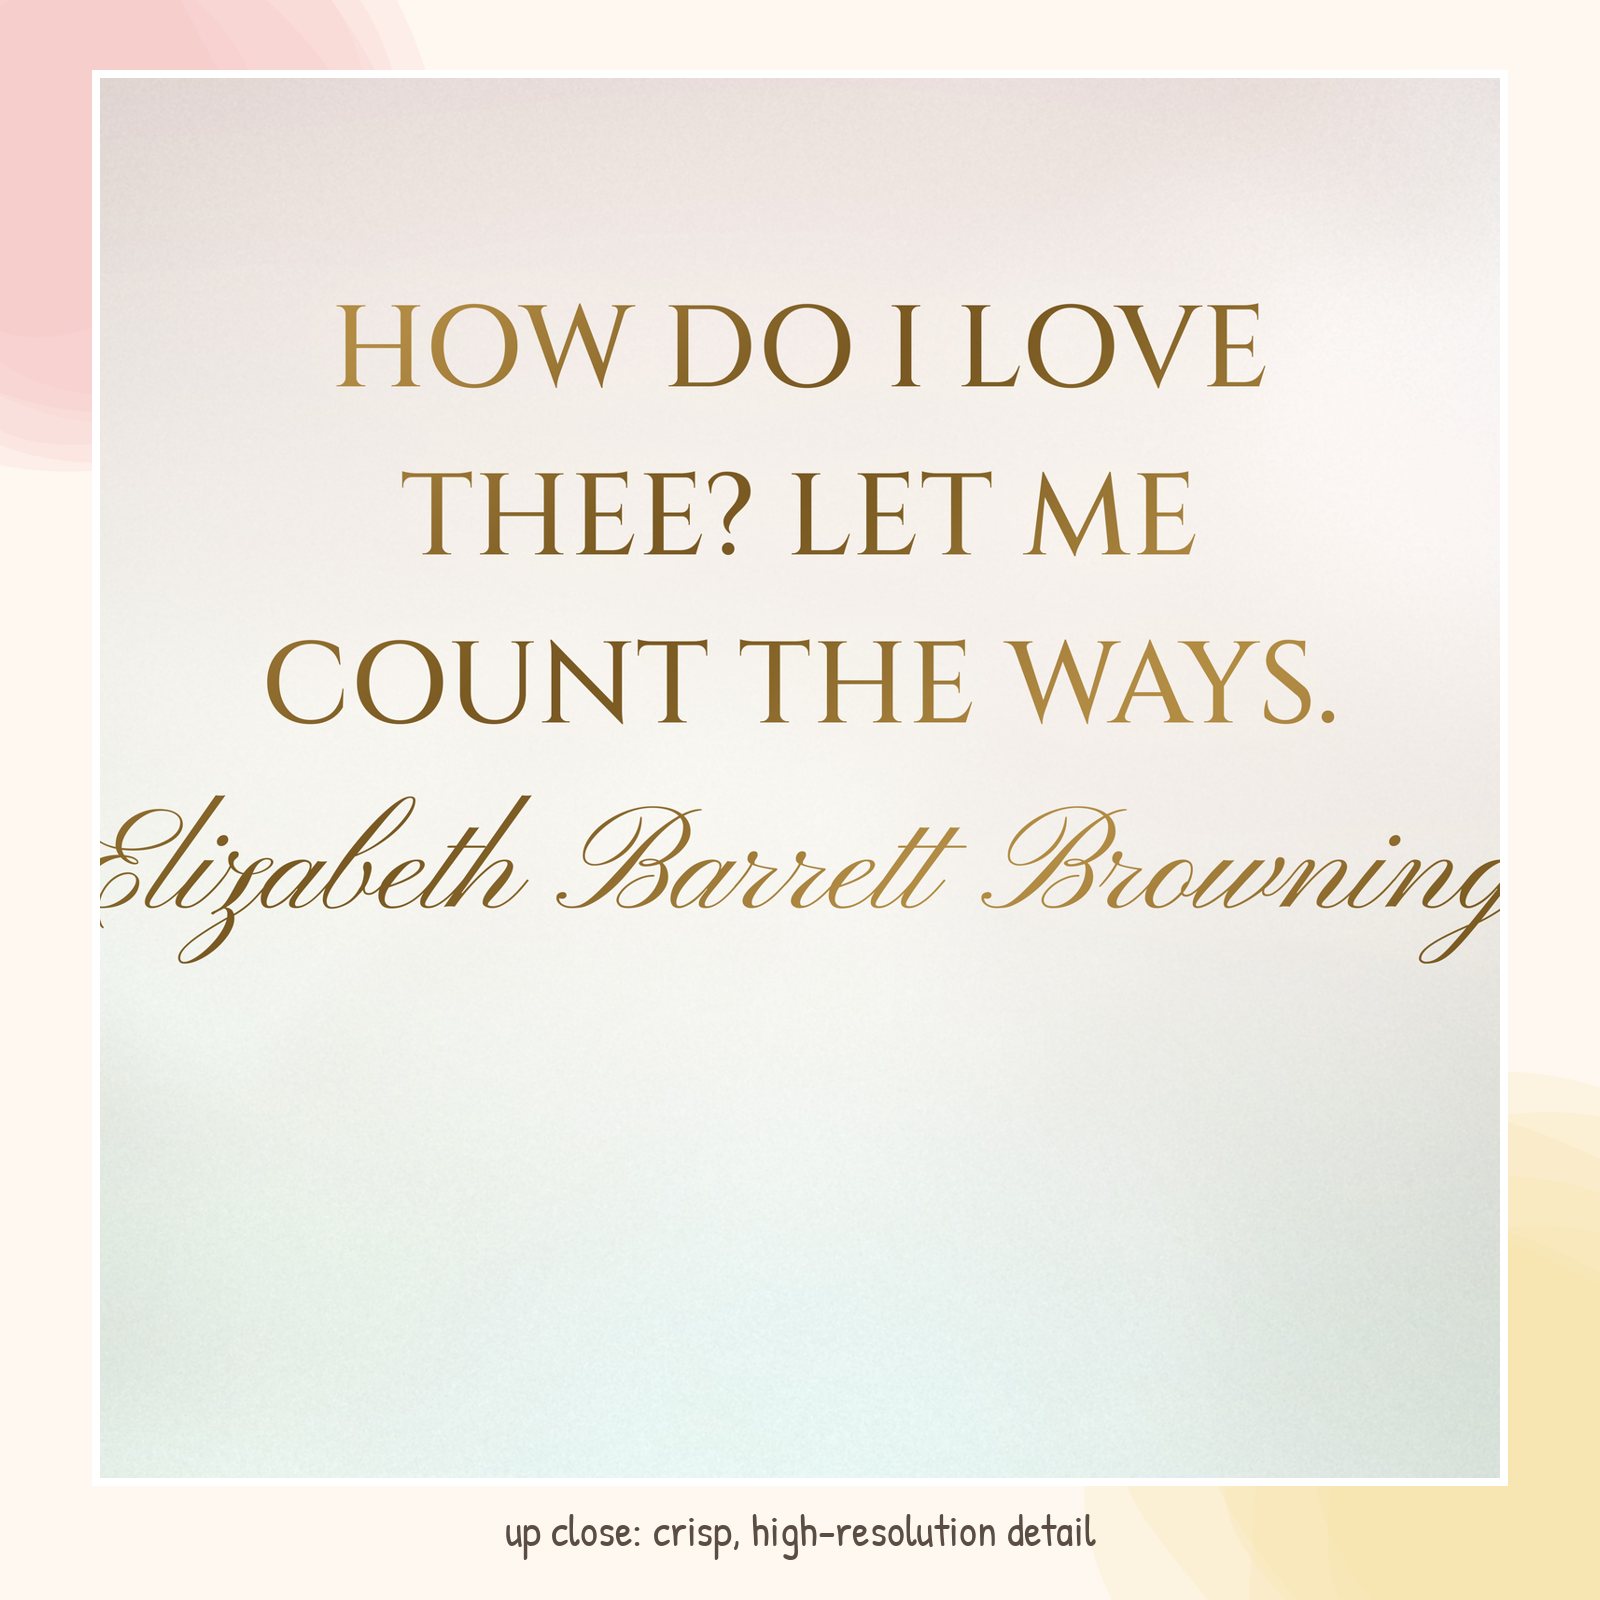 HOW DO I LOVE
THEE? LET ME
COUNT THE WAYS.
Elizabeth Barrett Browning
up close: crisp, high-resolution detail